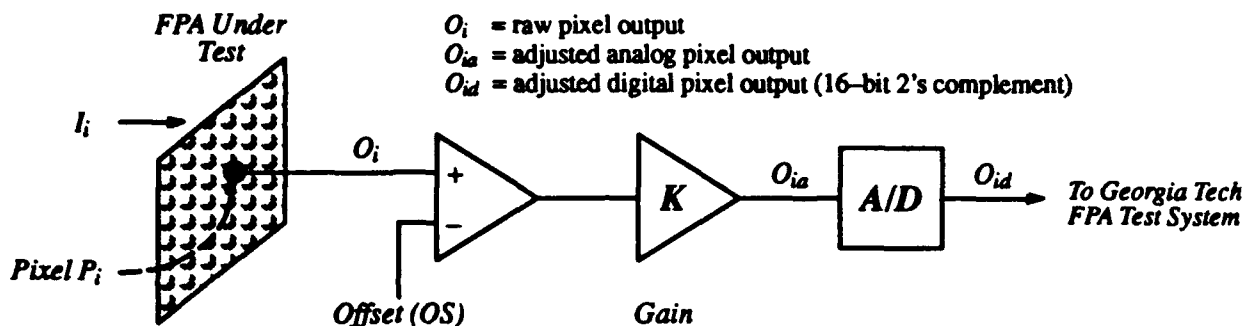 FPA Under
Test
O_i = raw pixel output
O_ia = adjusted analog pixel output
O_id = adjusted digital pixel output (16–bit 2's complement)
I_i
O_i
+
−
K
O_ia
A/D
O_id
To Georgia Tech
FPA Test System
Pixel P_i
Offset (OS)
Gain